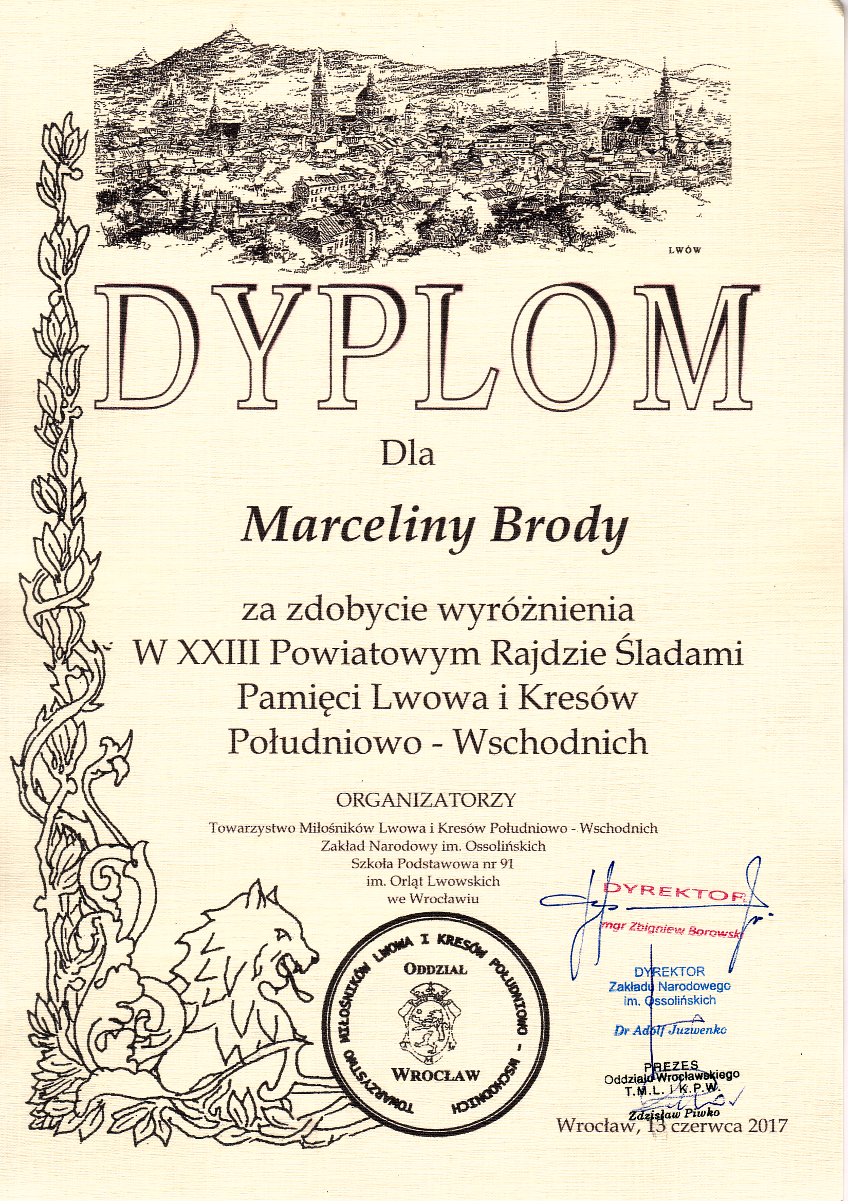 LWÓW
DYPLOM
Dla
Marceliny Brody
za zdobycie wyróżnienia
W XXIII Powiatowym Rajdzie Śladami
Pamięci Lwowa i Kresów
Południowo - Wschodnich
ORGANIZATORZY
Towarzystwo Miłośników Lwowa i Kresów Południowo - Wschodnich
Zakład Narodowy im. Ossolińskich
Szkoła Podstawowa nr 91
im. Orląt Lwowskich
we Wrocławiu
TOWARZYSTWO MIŁOŚNIKÓW LWOWA I KRESÓW POŁUDNIOWO - WSCHODNICH
ODDZIAŁ
WROCŁAW
DYREKTOR
mgr Zbigniew Borowski
DYREKTOR
Zakładu Narodowego
im. Ossolińskich
Dr Adolf Juzwenko
PREZES
Oddziału Wrocławskiego
T.M.L. i K.P.W.
Zdzisław Piwko
Wrocław, 13 czerwca 2017